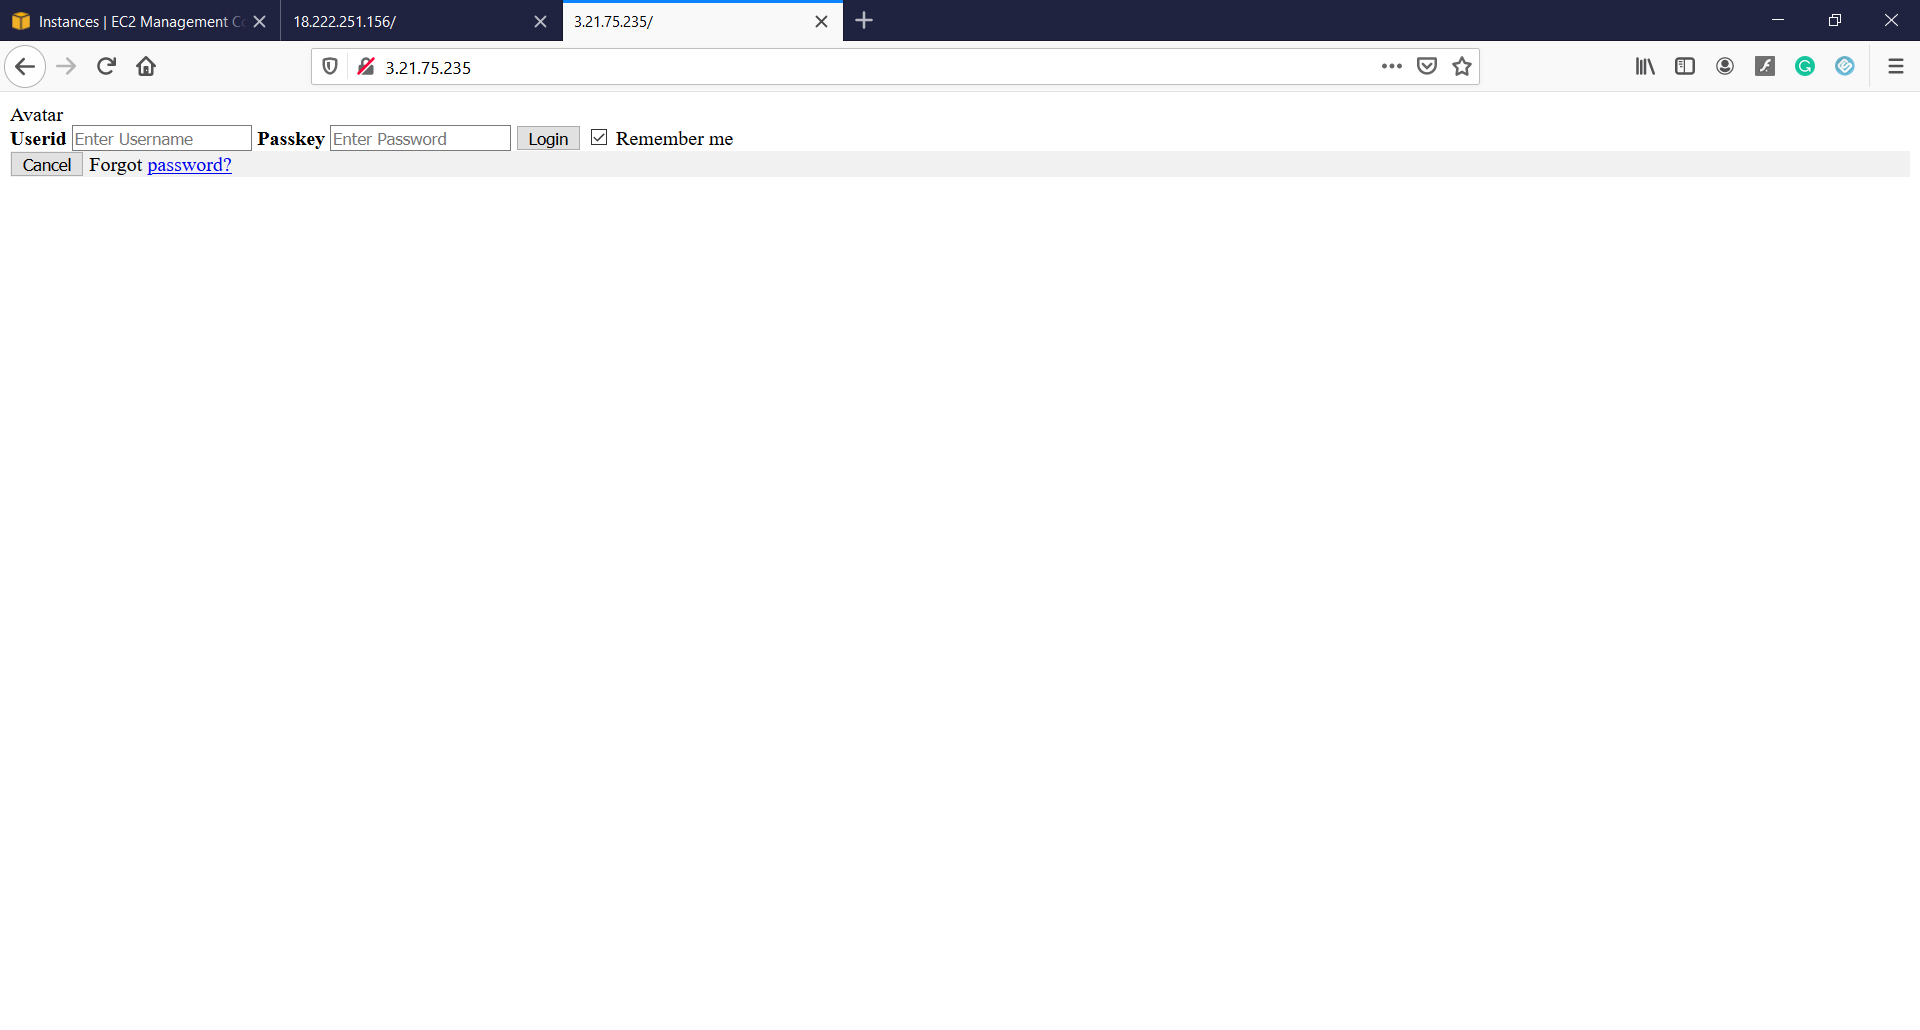 Instances | EC2 Management Co
18.222.251.156/
3.21.75.235/
3.21.75.235
Avatar
Userid Enter Username Passkey Enter Password Login Remember me
Cancel Forgot password?